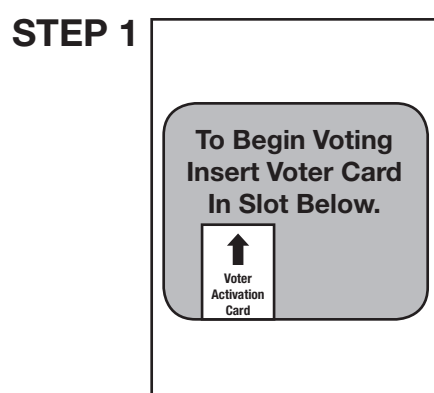 STEP 1
To Begin Voting
Insert Voter Card
In Slot Below.
Voter
Activation
Card